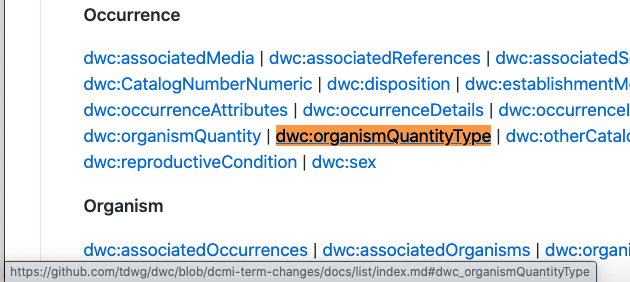 Occurrence
dwc:associatedMedia | dwc:associatedReferences | dwc:associatedS
dwc:CatalogNumberNumeric | dwc:disposition | dwc:establishmentM
dwc:occurrenceAttributes | dwc:occurrenceDetails | dwc:occurrenceI
dwc:organismQuantity | dwc:organismQuantityType | dwc:otherCatalo
dwc:reproductiveCondition | dwc:sex
Organism
dwc:associatedOccurrences | dwc:associatedOrganisms | dwc:organi
https://github.com/tdwg/dwc/blob/dcmi-term-changes/docs/list/index.md#dwc_organismQuantityType